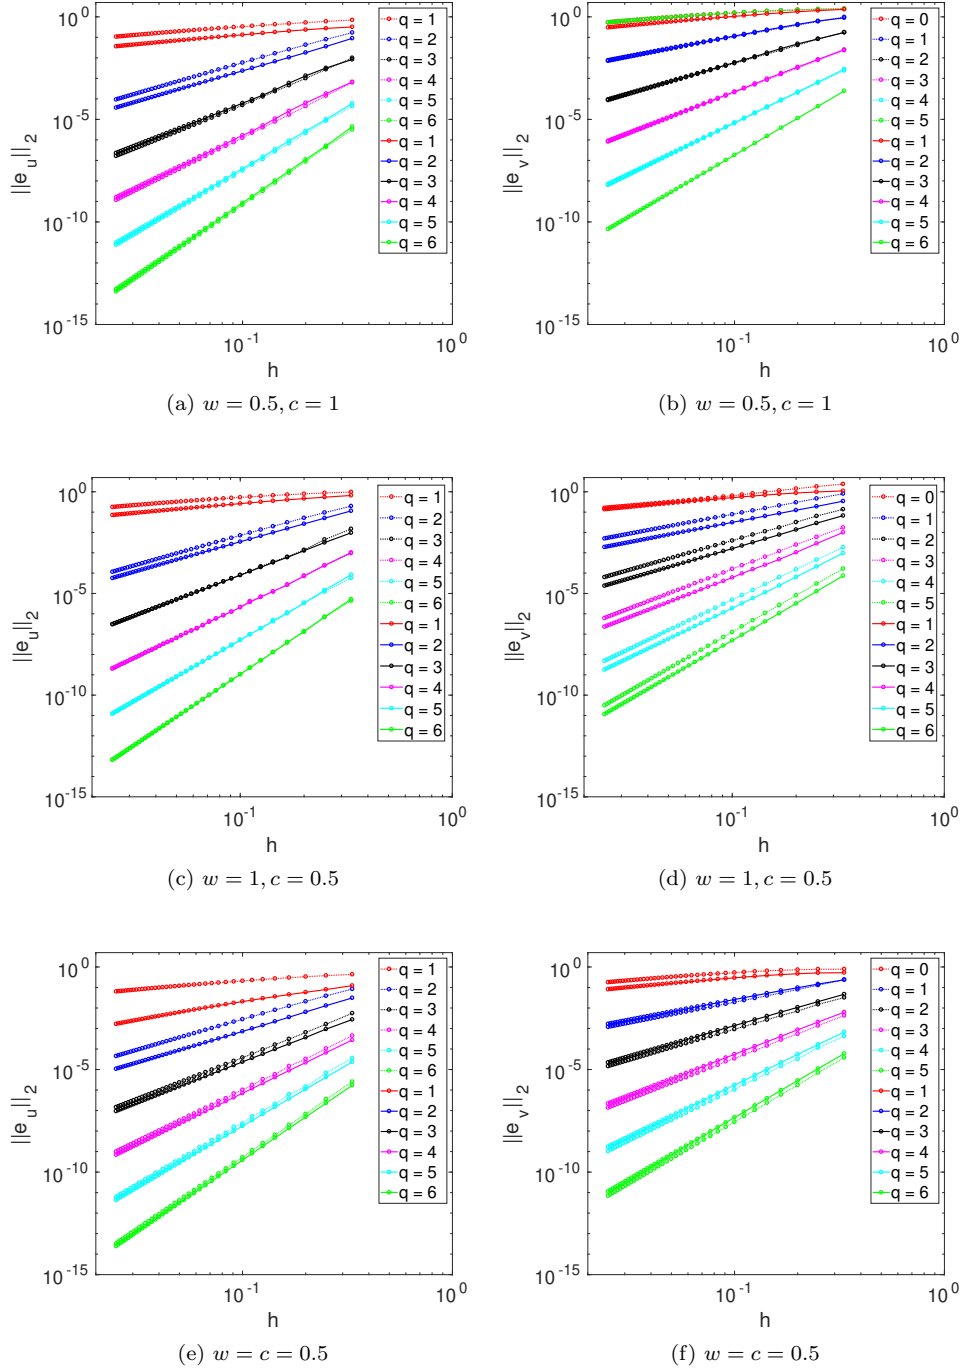 10^0
10^-5
10^-10
10^-15
||e_u||_2
10^-1
10^0
h
q = 1
q = 2
q = 3
q = 4
q = 5
q = 6
q = 1
q = 2
q = 3
q = 4
q = 5
q = 6
(a) w = 0.5, c = 1
10^0
10^-5
10^-10
10^-15
||e_v||_2
10^-1
10^0
h
q = 0
q = 1
q = 2
q = 3
q = 4
q = 5
q = 1
q = 2
q = 3
q = 4
q = 5
q = 6
(b) w = 0.5, c = 1
10^0
10^-5
10^-10
10^-15
||e_u||_2
10^-1
10^0
h
q = 1
q = 2
q = 3
q = 4
q = 5
q = 6
q = 1
q = 2
q = 3
q = 4
q = 5
q = 6
(c) w = 1, c = 0.5
10^0
10^-5
10^-10
10^-15
||e_v||_2
10^-1
10^0
h
q = 0
q = 1
q = 2
q = 3
q = 4
q = 5
q = 1
q = 2
q = 3
q = 4
q = 5
q = 6
(d) w = 1, c = 0.5
10^0
10^-5
10^-10
10^-15
||e_u||_2
10^-1
10^0
h
q = 1
q = 2
q = 3
q = 4
q = 5
q = 6
q = 1
q = 2
q = 3
q = 4
q = 5
q = 6
(e) w = c = 0.5
10^0
10^-5
10^-10
10^-15
||e_v||_2
10^-1
10^0
h
q = 0
q = 1
q = 2
q = 3
q = 4
q = 5
q = 1
q = 2
q = 3
q = 4
q = 5
q = 6
(f) w = c = 0.5